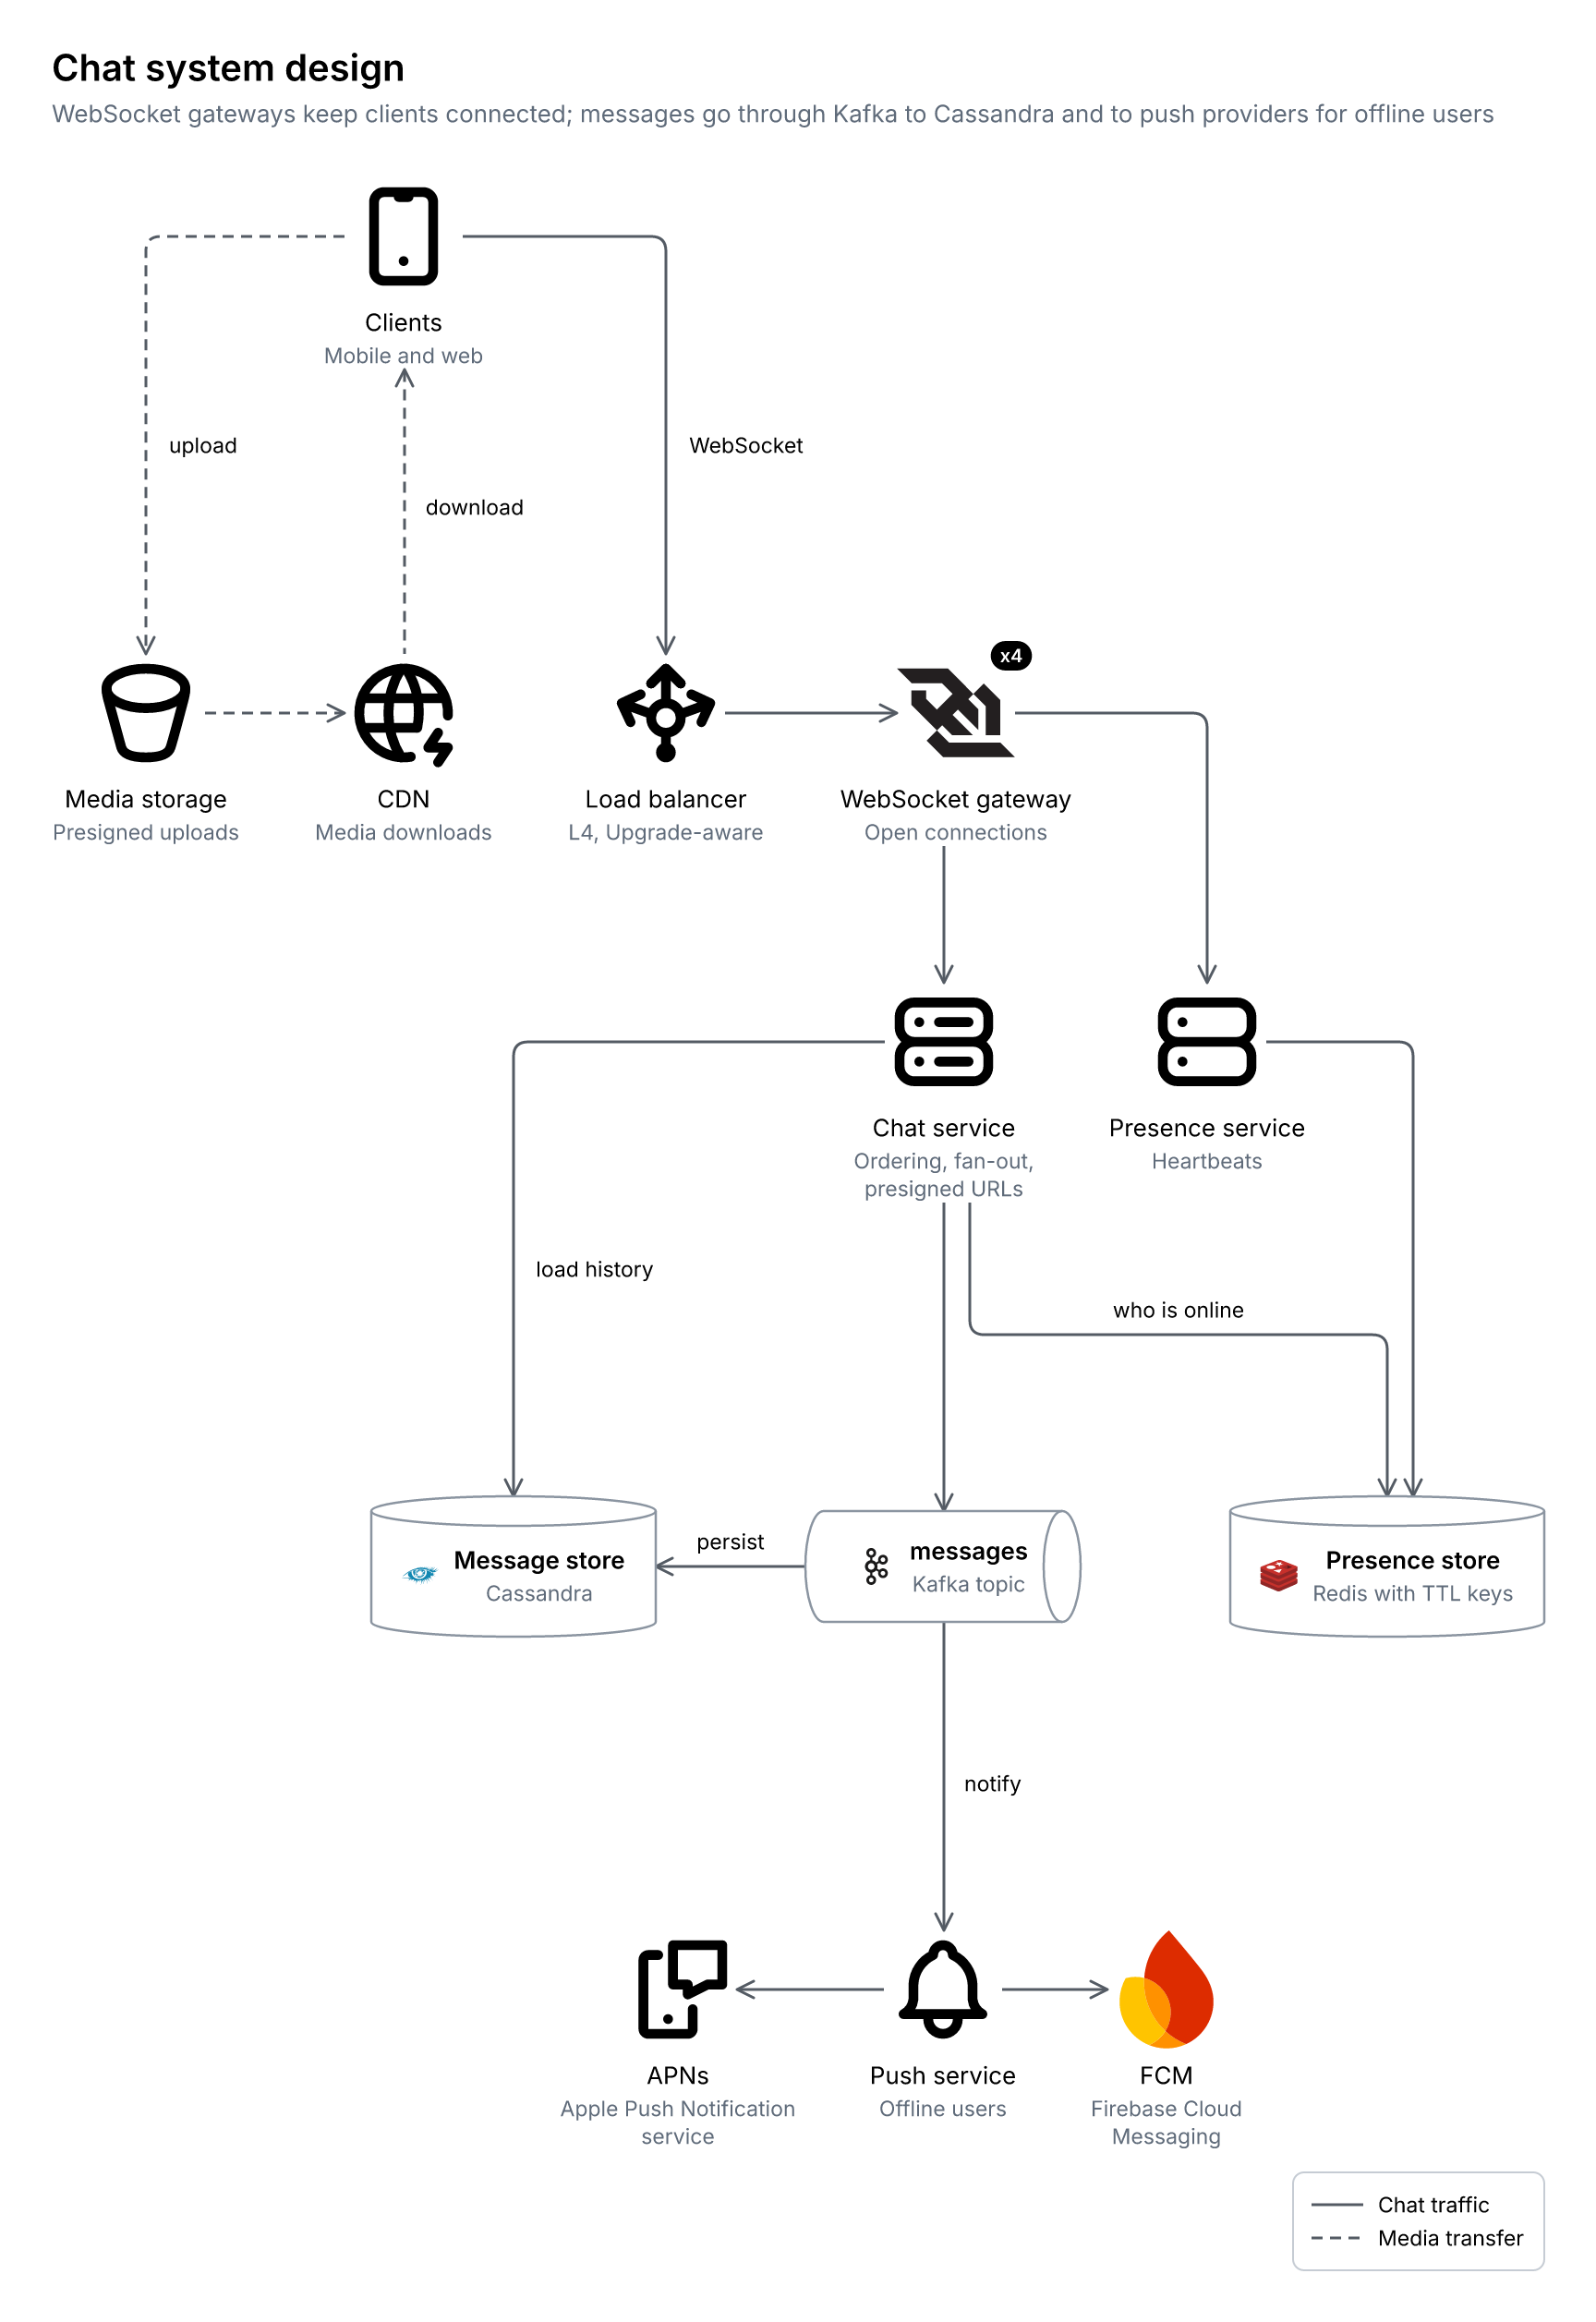 Chat system design
WebSocket gateways keep clients connected; messages go through Kafka to Cassandra and to push providers for offline users
Clients
Mobile and web
upload
WebSocket
download
x4
Media storage
Presigned uploads
CDN
Media downloads
Load balancer
L4, Upgrade-aware
WebSocket gateway
Open connections
Chat service
Ordering, fan-out,
presigned URLs
Presence service
Heartbeats
load history
who is online
Message store
Cassandra
persist
messages
Kafka topic
Presence store
Redis with TTL keys
notify
APNs
Apple Push Notification
service
Push service
Offline users
FCM
Firebase Cloud
Messaging
Chat traffic
Media transfer